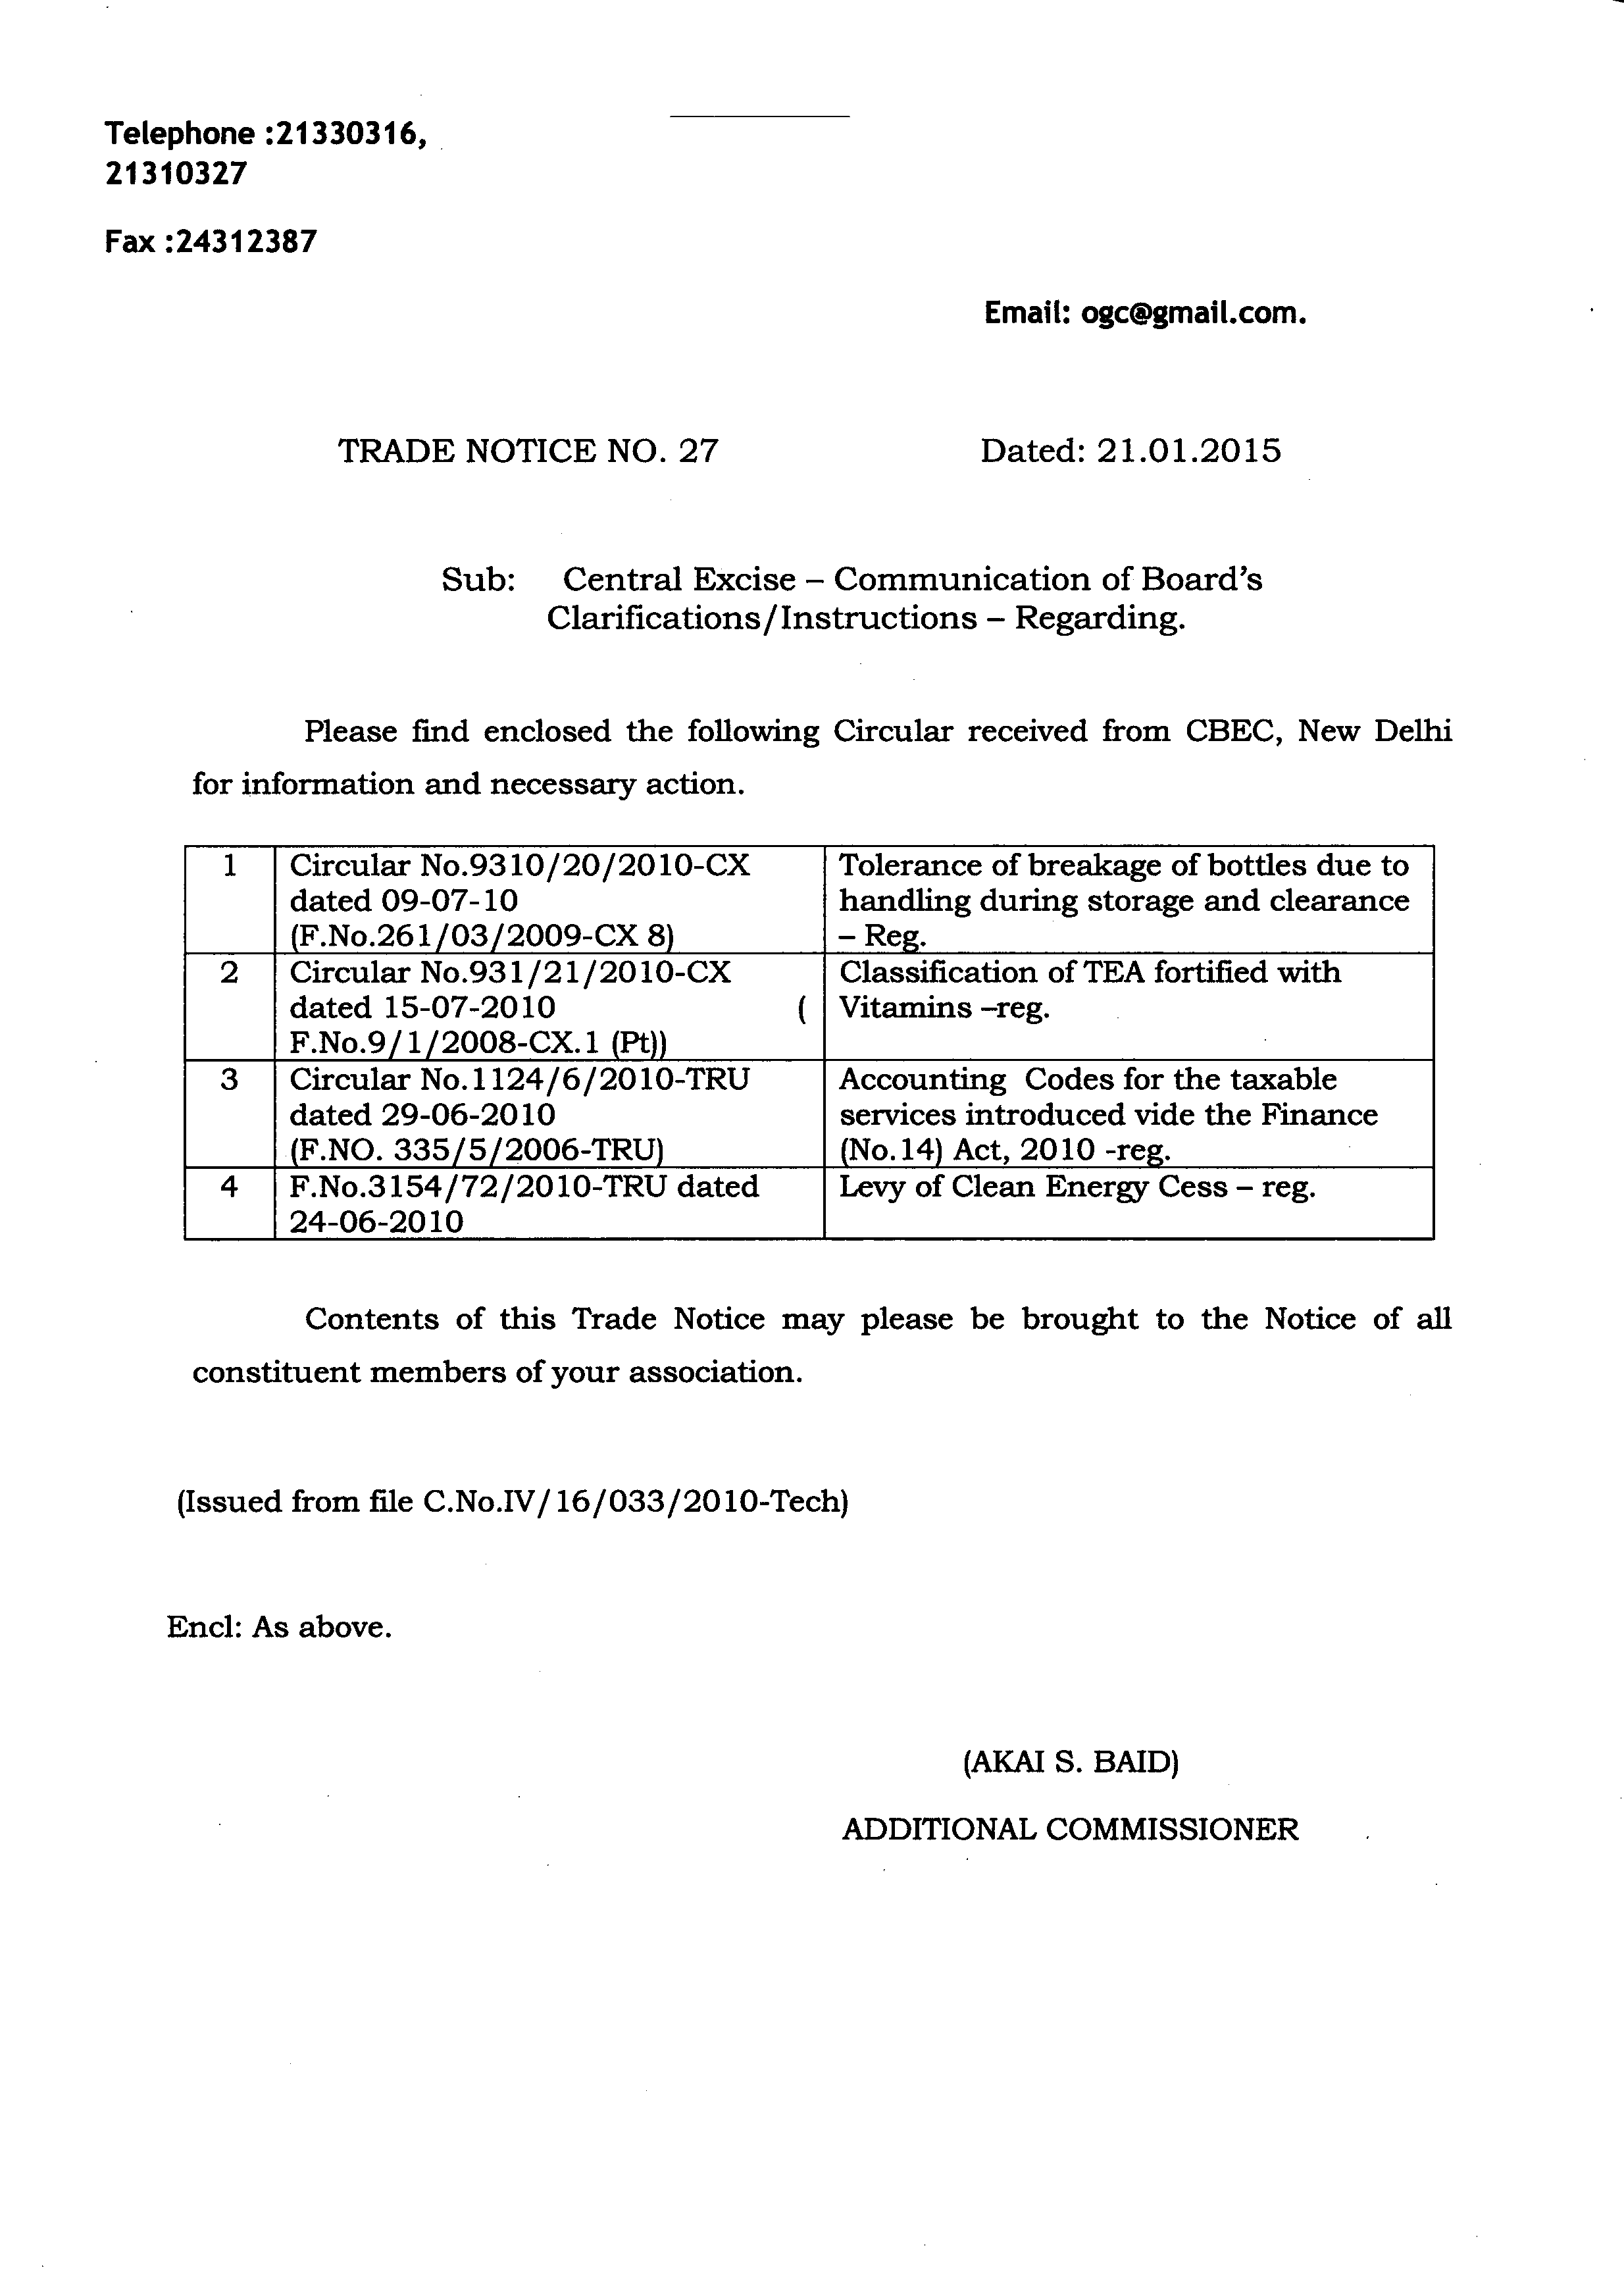 Telephone :21330316,
21310327
Fax :24312387
Email: ogc@gmail.com.
TRADE NOTICE NO. 27 Dated: 21.01.2015
Sub: Central Excise – Communication of Board's
Clarifications/Instructions – Regarding.
Please find enclosed the following Circular received from CBEC, New Delhi
for information and necessary action.
1 Circular No.9310/20/2010-CX Tolerance of breakage of bottles due to
dated 09-07-10 handling during storage and clearance
(F.No.261/03/2009-CX 8) – Reg.
2 Circular No.931/21/2010-CX Classification of TEA fortified with
dated 15-07-2010 ( Vitamins –reg.
F.No.9/1/2008-CX.1 (Pt))
3 Circular No.1124/6/2010-TRU Accounting Codes for the taxable
dated 29-06-2010 services introduced vide the Finance
(F.NO. 335/5/2006-TRU) (No.14) Act, 2010 -reg.
4 F.No.3154/72/2010-TRU dated Levy of Clean Energy Cess – reg.
24-06-2010
Contents of this Trade Notice may please be brought to the Notice of all
constituent members of your association.
(Issued from file C.No.IV/16/033/2010-Tech)
Encl: As above.
(AKAI S. BAID)
ADDITIONAL COMMISSIONER